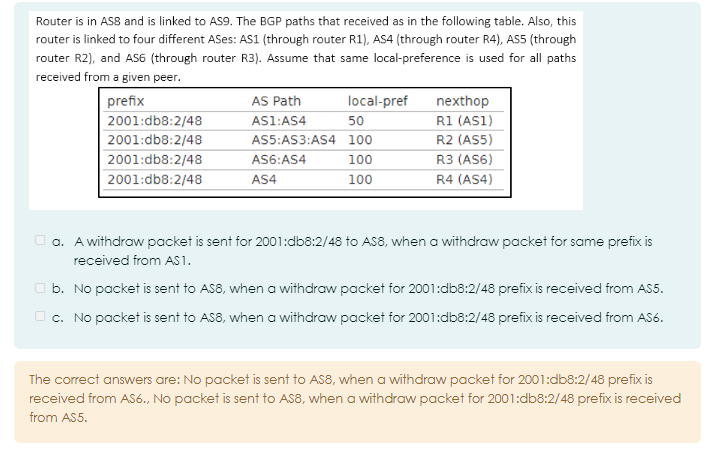 Router is in AS8 and is linked to AS9. The BGP paths that received as in the following table. Also, this
router is linked to four different ASes: AS1 (through router R1), AS4 (through router R4), AS5 (through
router R2), and AS6 (through router R3). Assume that same local-preference is used for all paths
received from a given peer.
prefix AS Path local-pref nexthop
2001:db8:2/48 AS1:AS4 50 R1 (AS1)
2001:db8:2/48 AS5:AS3:AS4 100 R2 (AS5)
2001:db8:2/48 AS6:AS4 100 R3 (AS6)
2001:db8:2/48 AS4 100 R4 (AS4)
a. A withdraw packet is sent for 2001:db8:2/48 to AS8, when a withdraw packet for same prefix is
received from AS1.
b. No packet is sent to AS8, when a withdraw packet for 2001:db8:2/48 prefix is received from AS5.
c. No packet is sent to AS8, when a withdraw packet for 2001:db8:2/48 prefix is received from AS6.
The correct answers are: No packet is sent to AS8, when a withdraw packet for 2001:db8:2/48 prefix is
received from AS6., No packet is sent to AS8, when a withdraw packet for 2001:db8:2/48 prefix is received
from AS5.